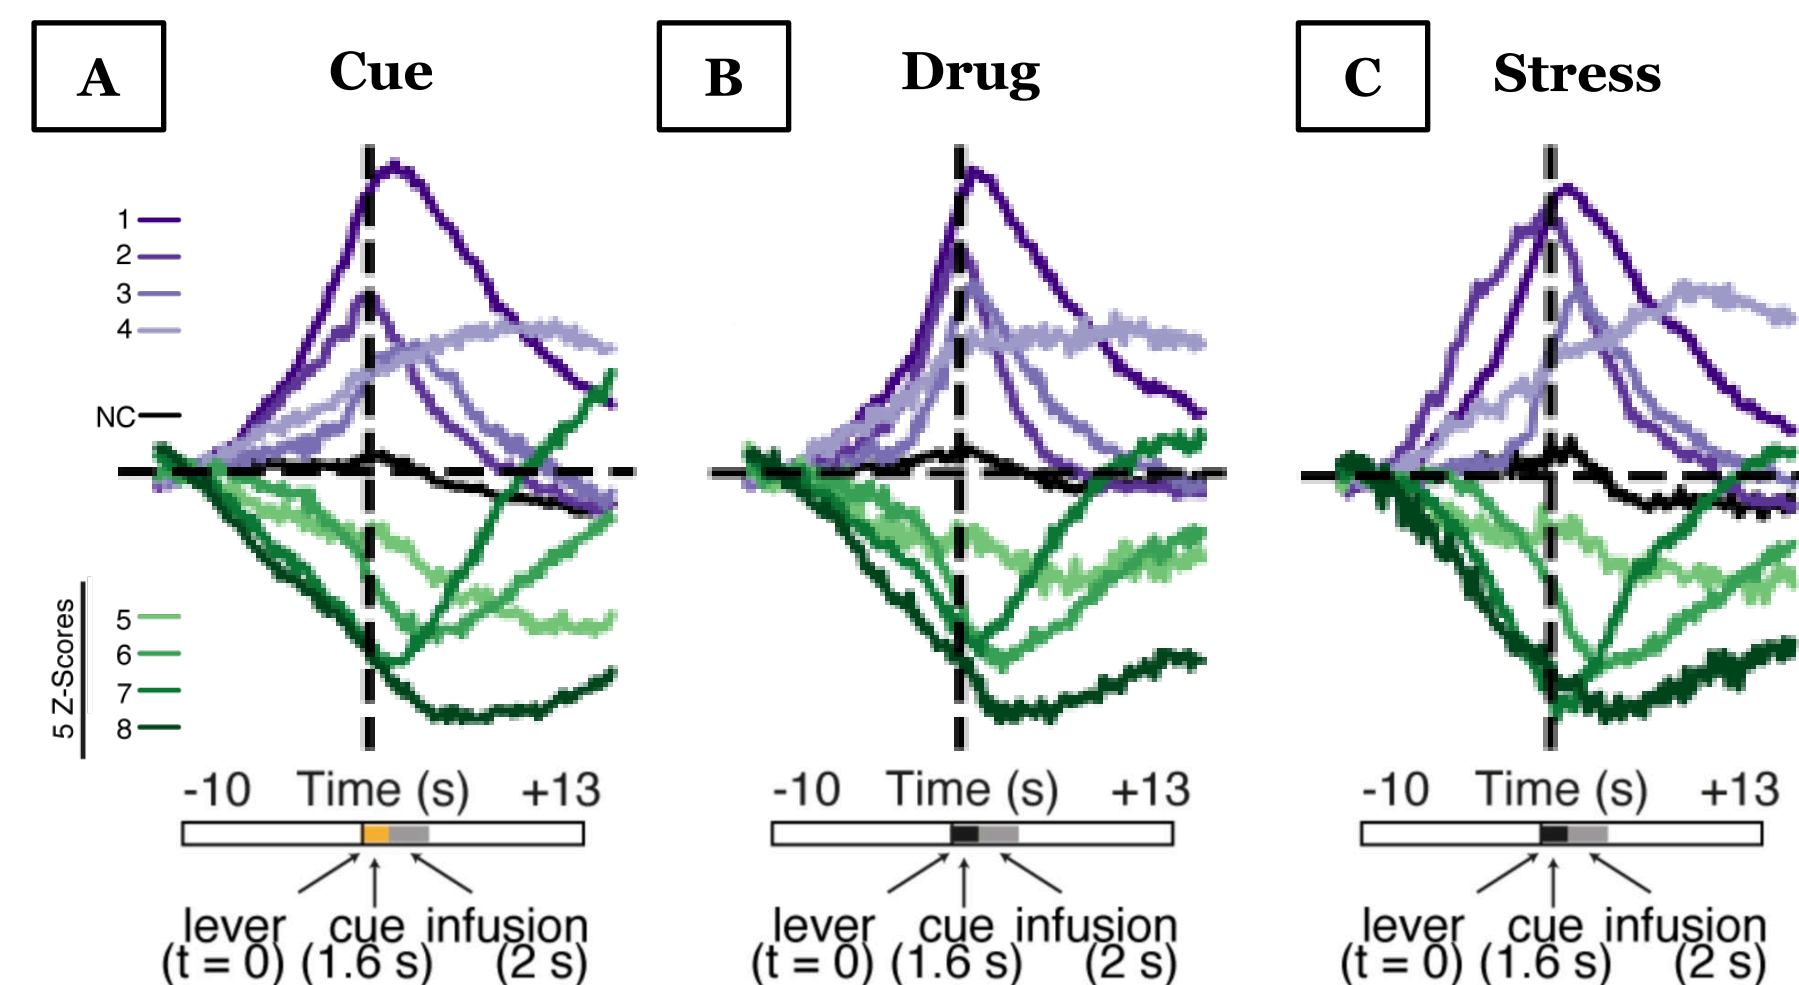 A Cue B Drug C Stress
1
2
3
4
NC
5
6
7
8
5 Z-Scores
-10 Time (s) +13 -10 Time (s) +13 -10 Time (s) +13
lever cue infusion lever cue infusion lever cue infusion
(t = 0) (1.6 s) (2 s) (t = 0) (1.6 s) (2 s) (t = 0) (1.6 s) (2 s)